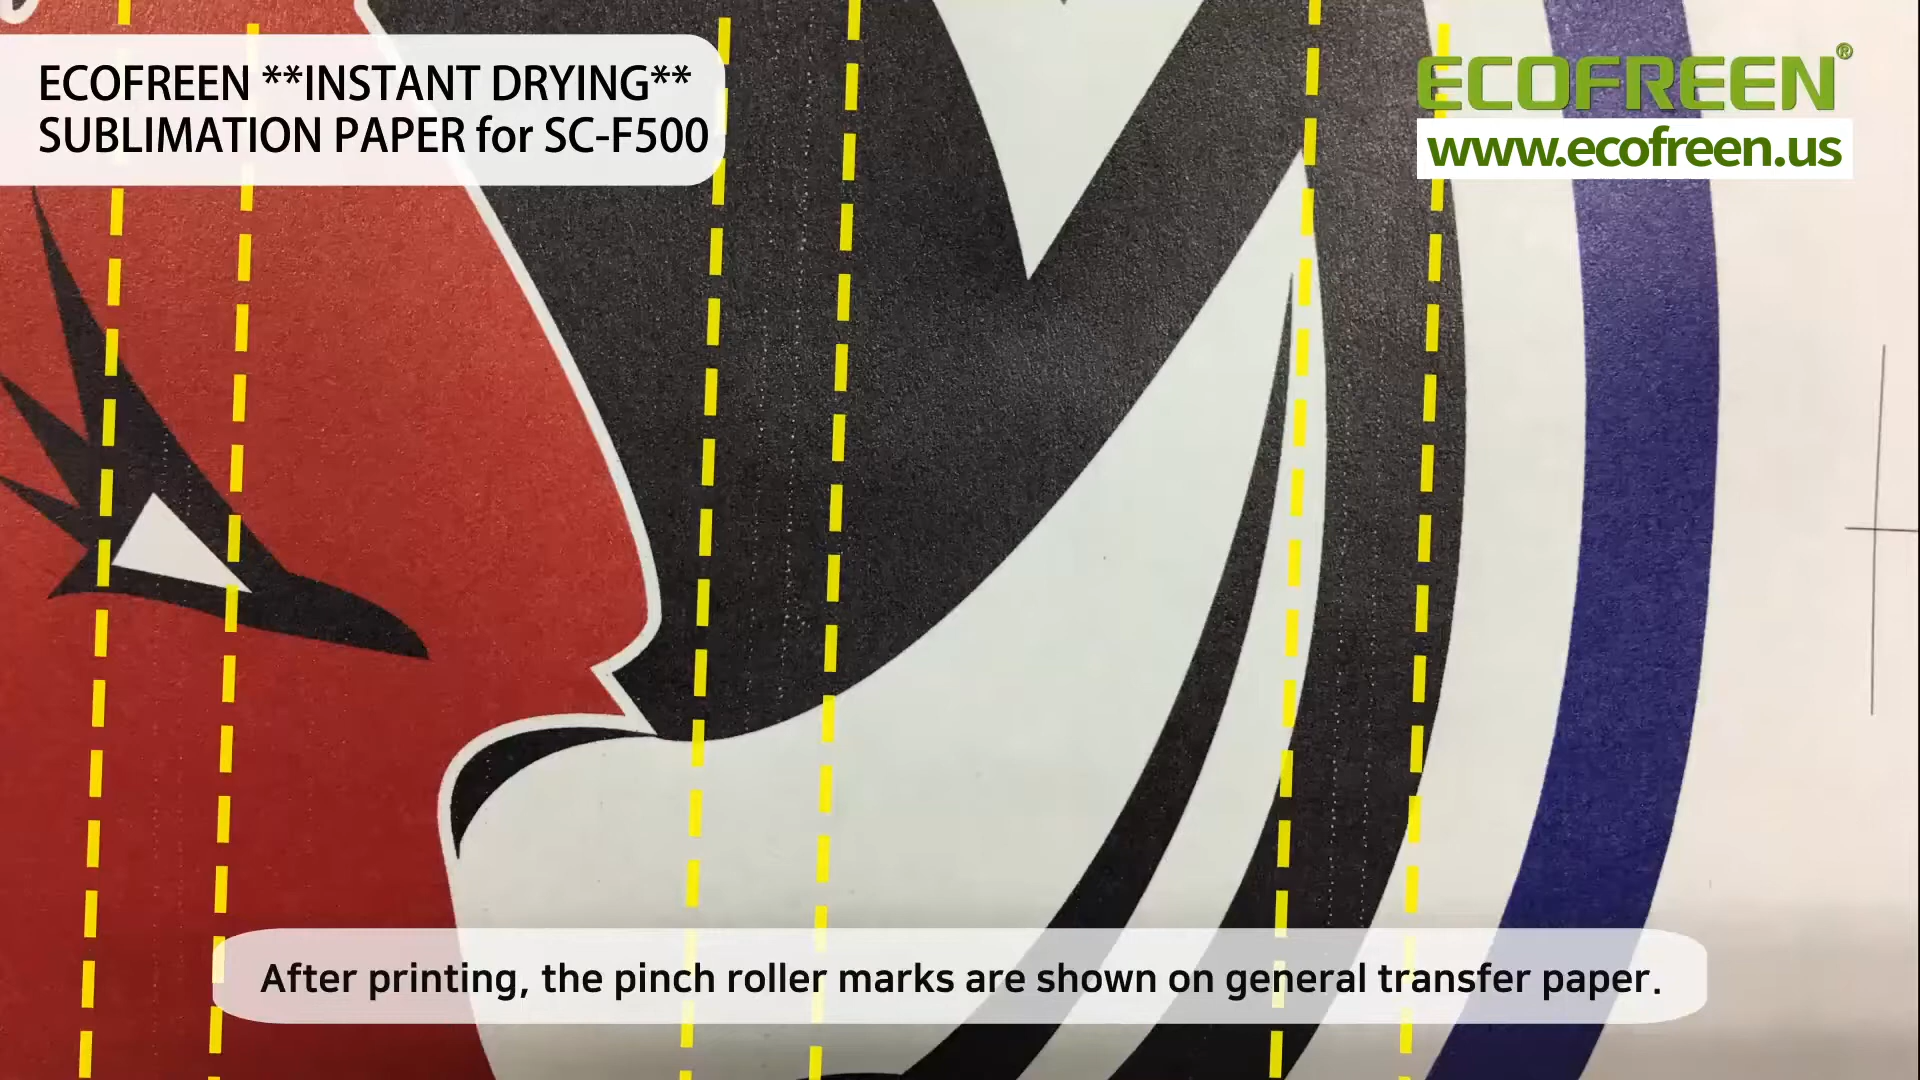 ECOFREEN **INSTANT DRYING**
SUBLIMATION PAPER for SC-F500
ECOFREEN®
www.ecofreen.us
After printing, the pinch roller marks are shown on general transfer paper.